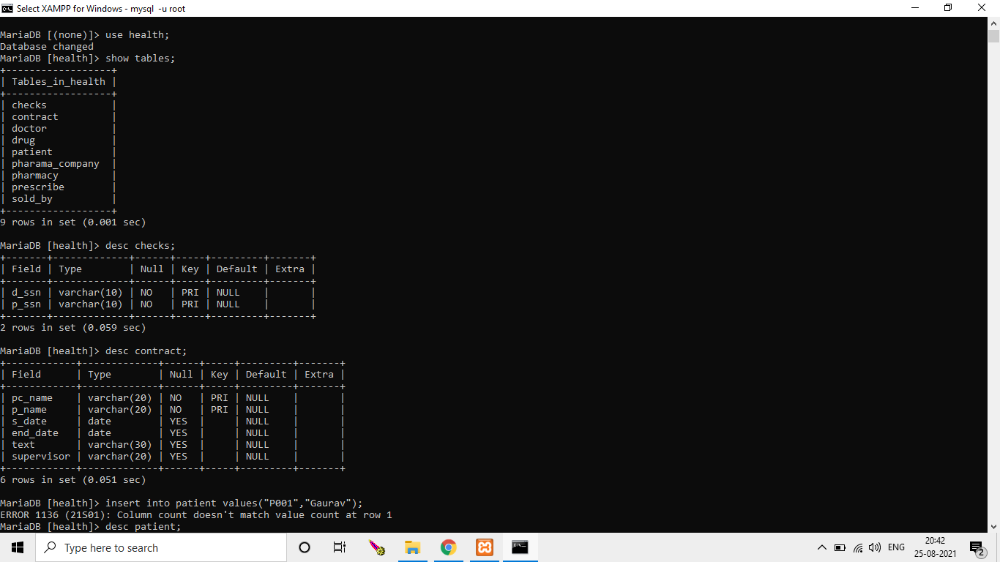 Select XAMPP for Windows - mysql -u root
MariaDB [(none)]> use health;
Database changed
MariaDB [health]> show tables;
+------------------+
| Tables_in_health |
+------------------+
| checks           |
| contract         |
| doctor           |
| drug             |
| patient          |
| pharama_company  |
| pharmacy         |
| prescribe        |
| sold_by          |
+------------------+
9 rows in set (0.001 sec)
MariaDB [health]> desc checks;
+-------+-------------+------+-----+---------+-------+
| Field | Type        | Null | Key | Default | Extra |
+-------+-------------+------+-----+---------+-------+
| d_ssn | varchar(10) | NO   | PRI | NULL    |       |
| p_ssn | varchar(10) | NO   | PRI | NULL    |       |
+-------+-------------+------+-----+---------+-------+
2 rows in set (0.059 sec)
MariaDB [health]> desc contract;
+------------+-------------+------+-----+---------+-------+
| Field      | Type        | Null | Key | Default | Extra |
+------------+-------------+------+-----+---------+-------+
| pc_name    | varchar(20) | NO   | PRI | NULL    |       |
| p_name     | varchar(20) | NO   | PRI | NULL    |       |
| s_date     | date        | YES  |     | NULL    |       |
| end_date   | date        | YES  |     | NULL    |       |
| text       | varchar(30) | YES  |     | NULL    |       |
| supervisor | varchar(20) | YES  |     | NULL    |       |
+------------+-------------+------+-----+---------+-------+
6 rows in set (0.051 sec)
MariaDB [health]> insert into patient values("P001","Gaurav");
ERROR 1136 (21S01): Column count doesn't match value count at row 1
MariaDB [health]> desc patient;
Type here to search
ENG
20:42
25-08-2021
2